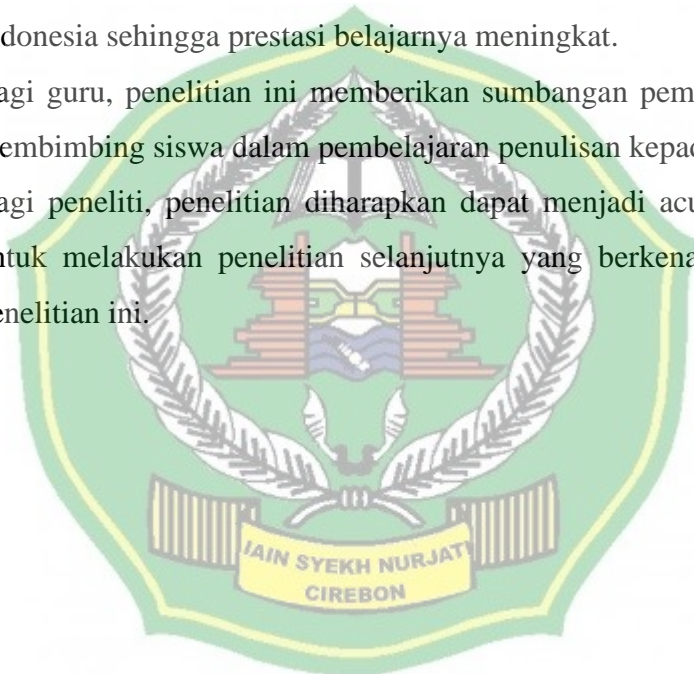 donesia sehingga prestasi belajarnya meningkat.
agi guru, penelitian ini memberikan sumbangan pem
embimbing siswa dalam pembelajaran penulisan kepad
agi peneliti, penelitian diharapkan dapat menjadi acu
ntuk melakukan penelitian selanjutnya yang berkena
enelitian ini.
IAIN SYEKH NURJATI
CIREBON